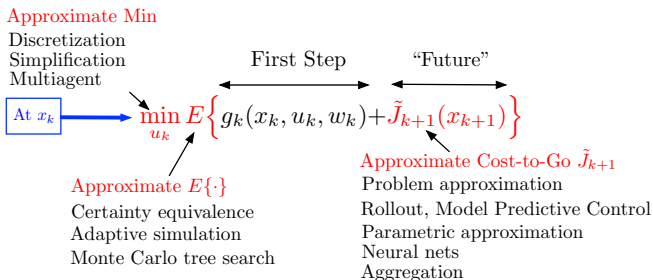 Approximate Min
Discretization
Simplification
Multiagent
First Step
“Future”
At x_k
min_{u_k} E{g_k(x_k, u_k, w_k)+J̃_{k+1}(x_{k+1})}
Approximate E{·}
Certainty equivalence
Adaptive simulation
Monte Carlo tree search
Approximate Cost-to-Go J̃_{k+1}
Problem approximation
Rollout, Model Predictive Control
Parametric approximation
Neural nets
Aggregation